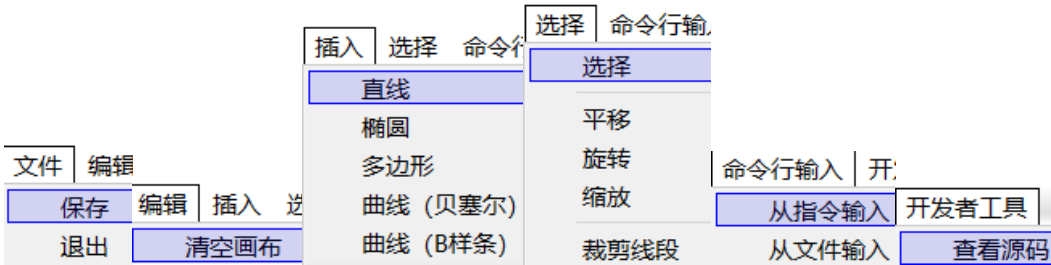 文件 编辑
保存
退出
编辑 插入
清空画布
插入 选择 命令行
直线
椭圆
多边形
曲线（贝塞尔）
曲线（B样条）
选择 命令行输
选择
平移
旋转
缩放
裁剪线段
命令行输入
从指令输入
从文件输入
开发者工具
查看源码